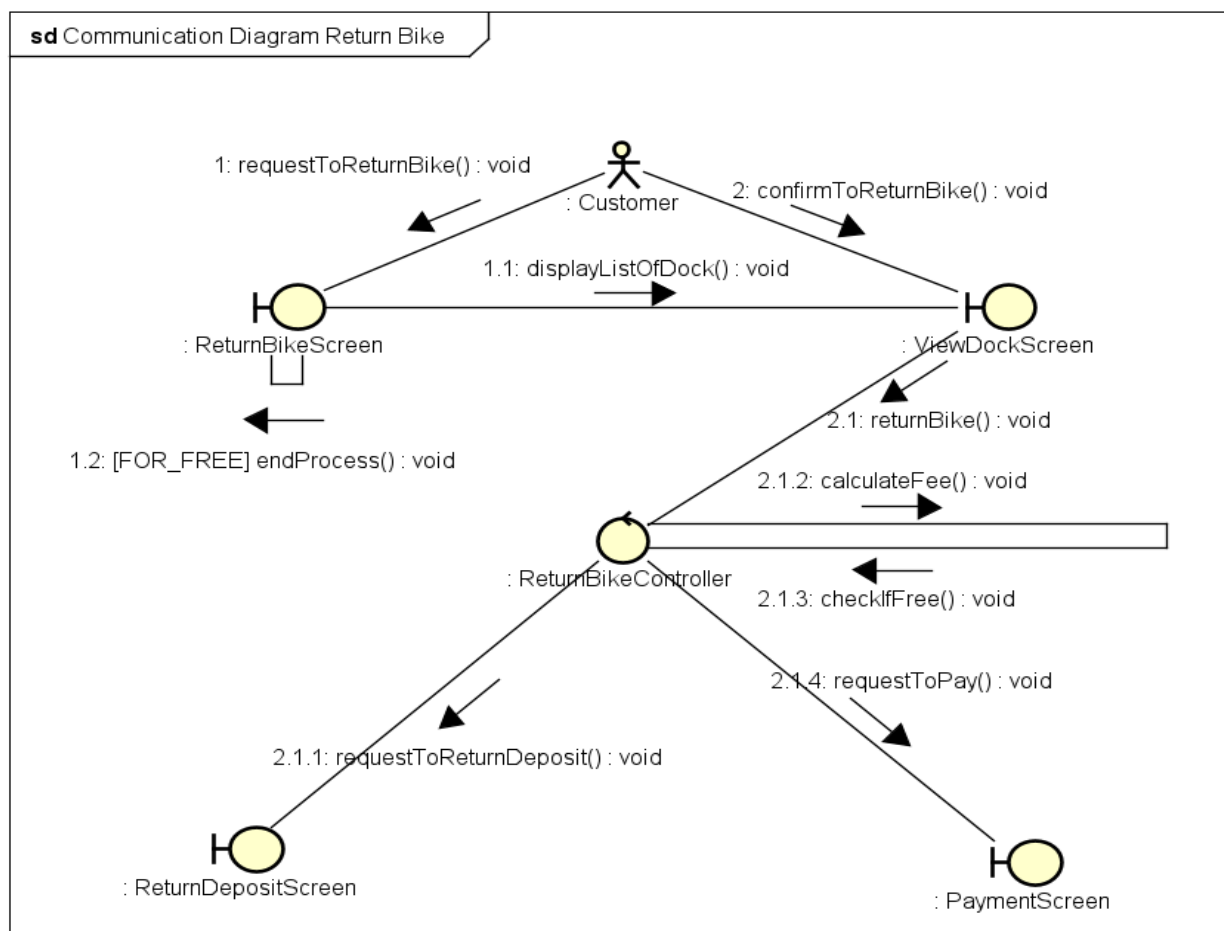 sd Communication Diagram Return Bike
1: requestToReturnBike() : void
2: confirmToReturnBike() : void
: Customer
1.1: displayListOfDock() : void
: ReturnBikeScreen
: ViewDockScreen
2.1: returnBike() : void
1.2: [FOR_FREE] endProcess() : void
2.1.2: calculateFee() : void
: ReturnBikeController
2.1.3: checkIfFree() : void
2.1.4: requestToPay() : void
2.1.1: requestToReturnDeposit() : void
: ReturnDepositScreen
: PaymentScreen